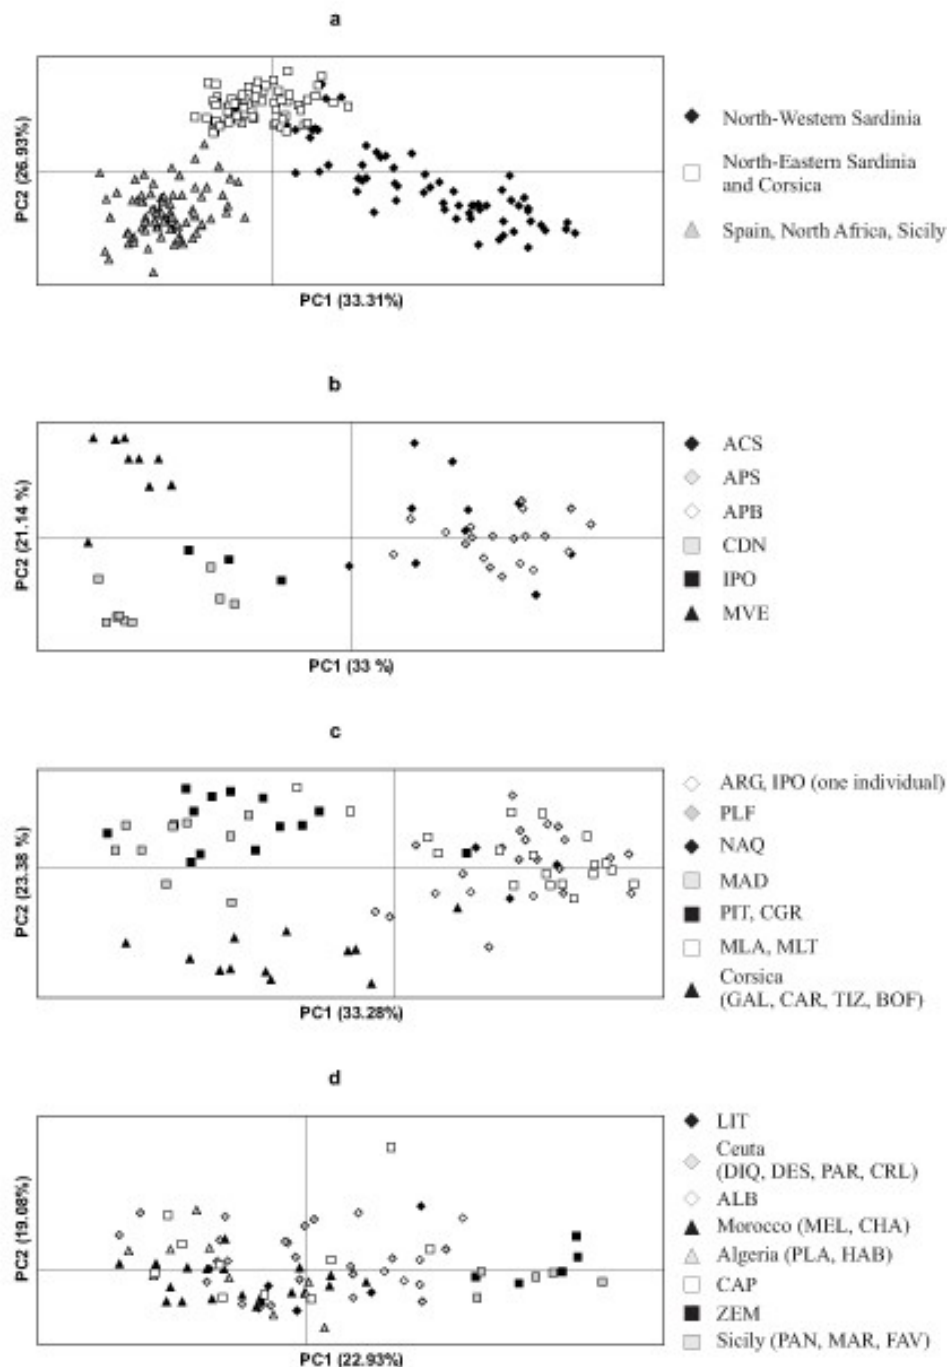 a
PC2 (26.93%)
PC1 (33.31%)
North-Western Sardinia
North-Eastern Sardinia
and Corsica
Spain, North Africa, Sicily
b
PC2 (21.14 %)
PC1 (33 %)
ACS
APS
APB
CDN
IPO
MVE
c
PC2 (23.38 %)
PC1 (33.28%)
ARG, IPO (one individual)
PLF
NAQ
MAD
PIT, CGR
MLA, MLT
Corsica
(GAL, CAR, TIZ, BOF)
d
PC2 (19.08%)
PC1 (22.93%)
LIT
Ceuta
(DIQ, DES, PAR, CRL)
ALB
Morocco (MEL, CHA)
Algeria (PLA, HAB)
CAP
ZEM
Sicily (PAN, MAR, FAV)